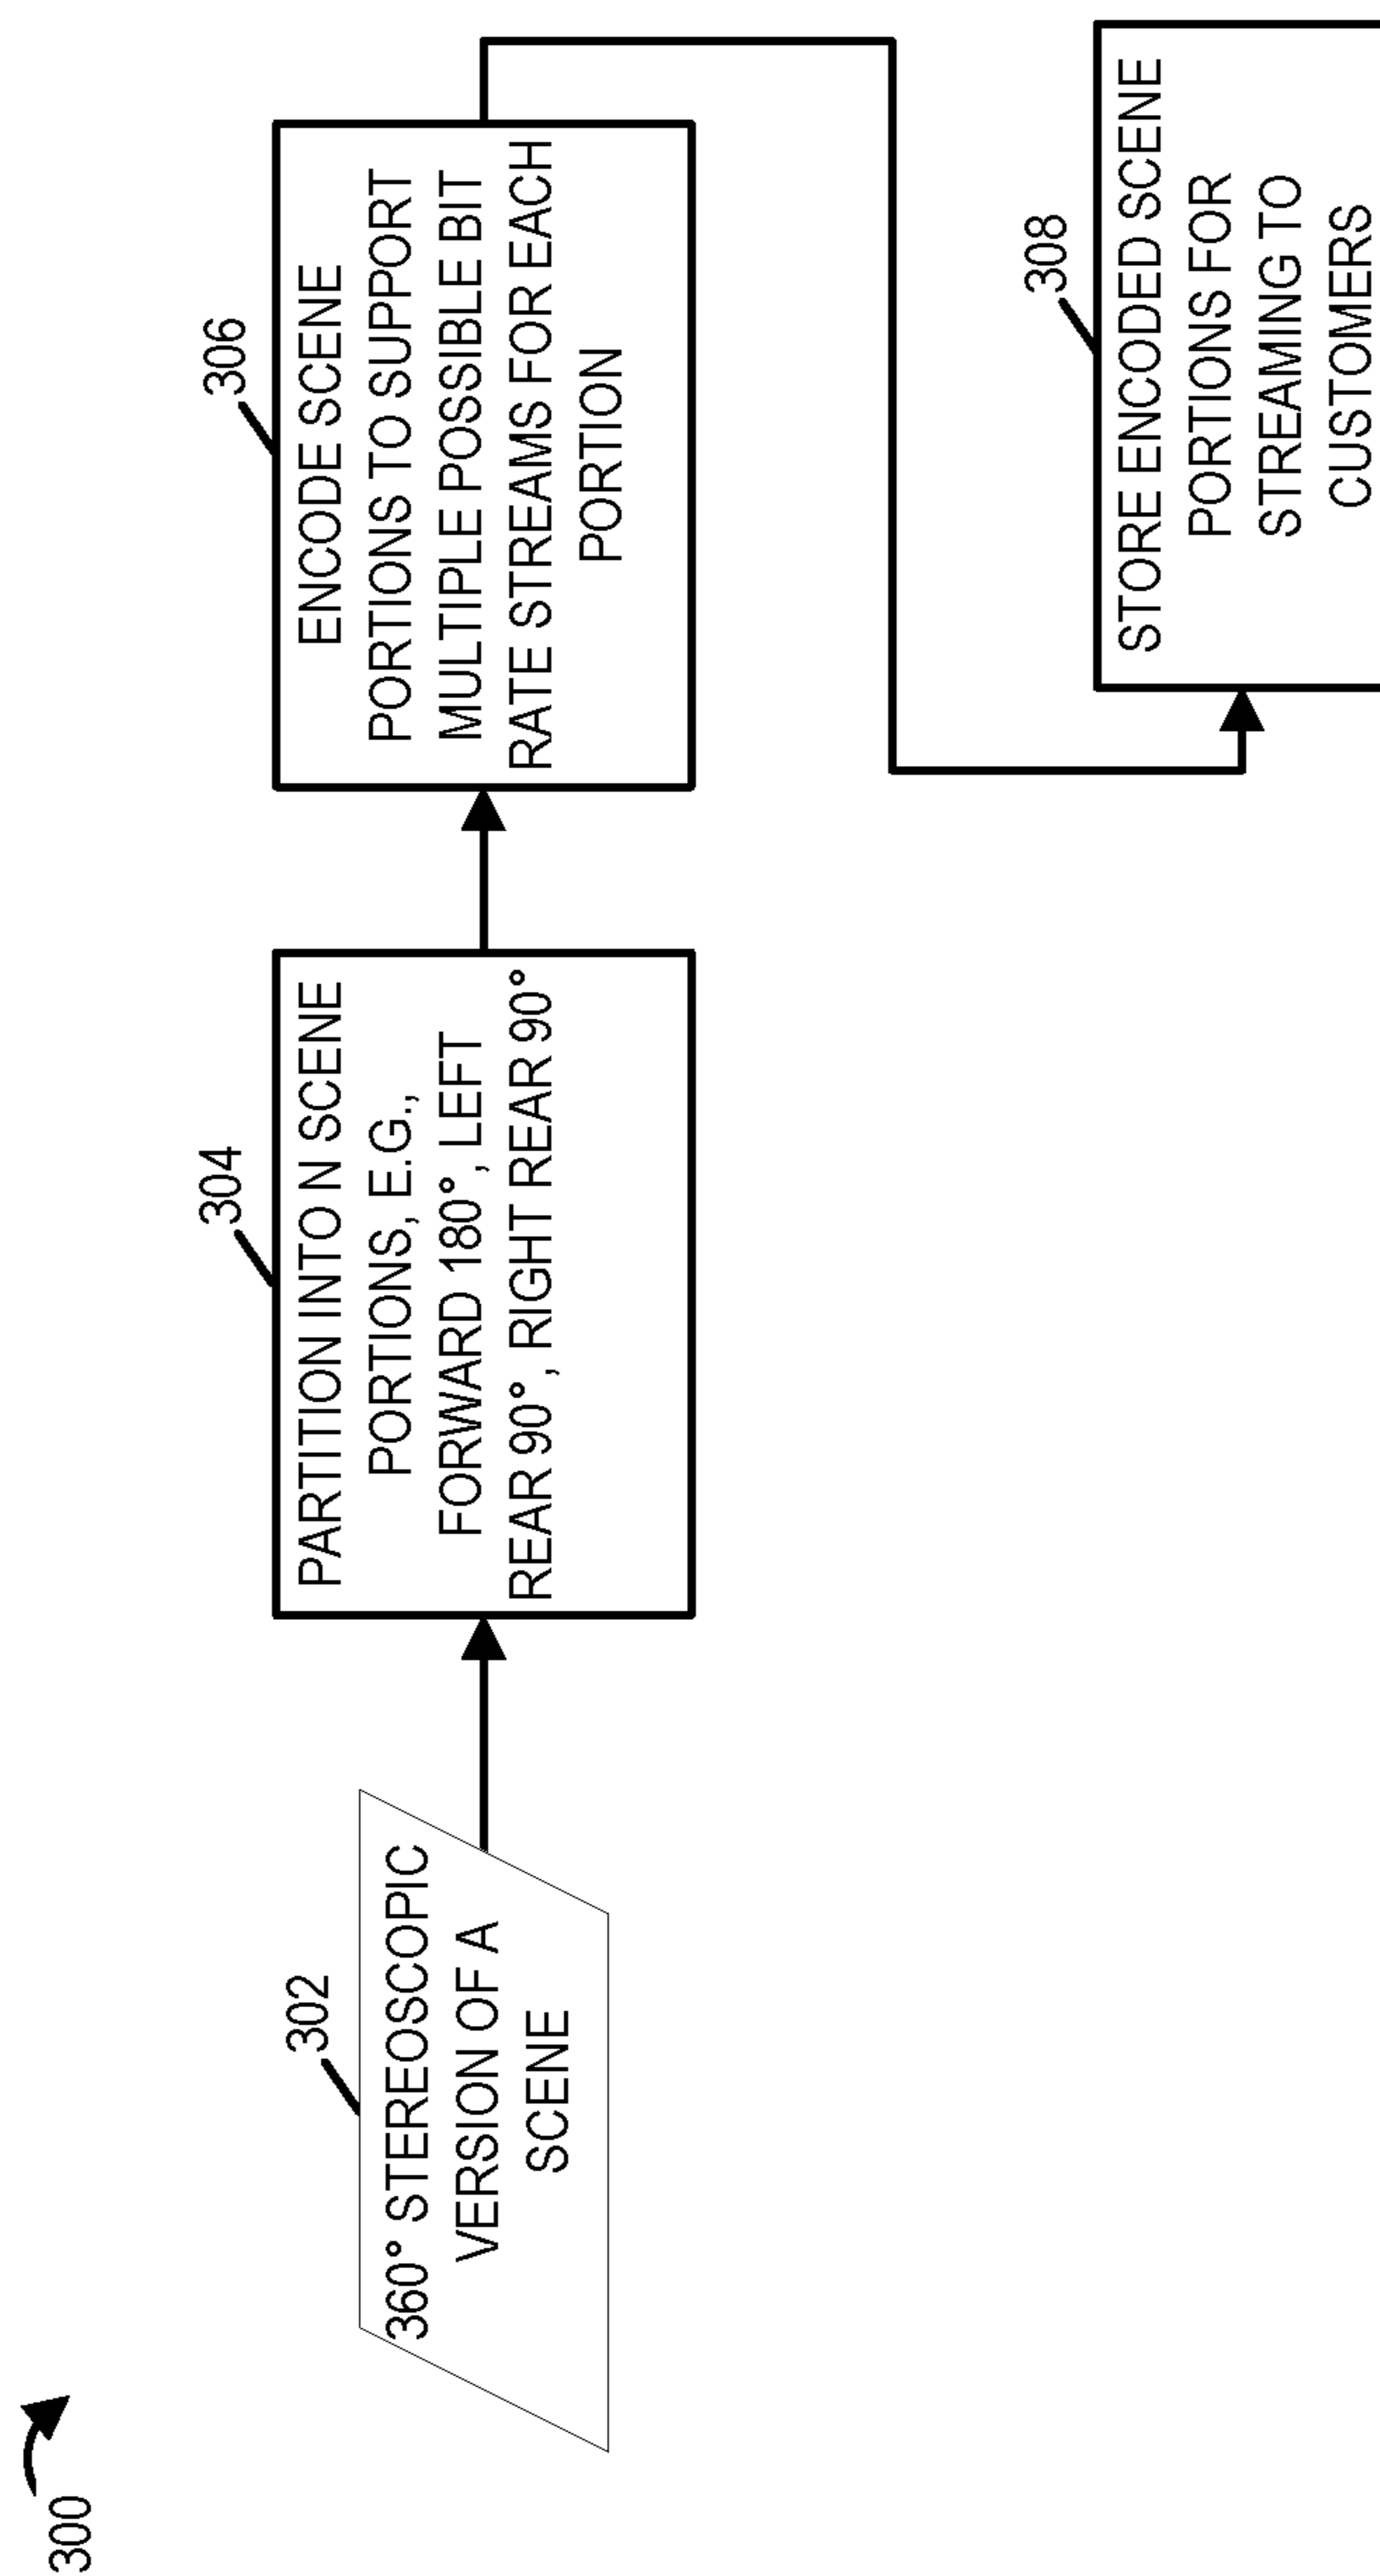 300
302
360° STEREOSCOPIC
VERSION OF A
SCENE
304
PARTITION INTO N SCENE
PORTIONS, E.G.,
FORWARD 180°, LEFT
REAR 90°, RIGHT REAR 90°
306
ENCODE SCENE
PORTIONS TO SUPPORT
MULTIPLE POSSIBLE BIT
RATE STREAMS FOR EACH
PORTION
308
STORE ENCODED SCENE
PORTIONS FOR
STREAMING TO
CUSTOMERS